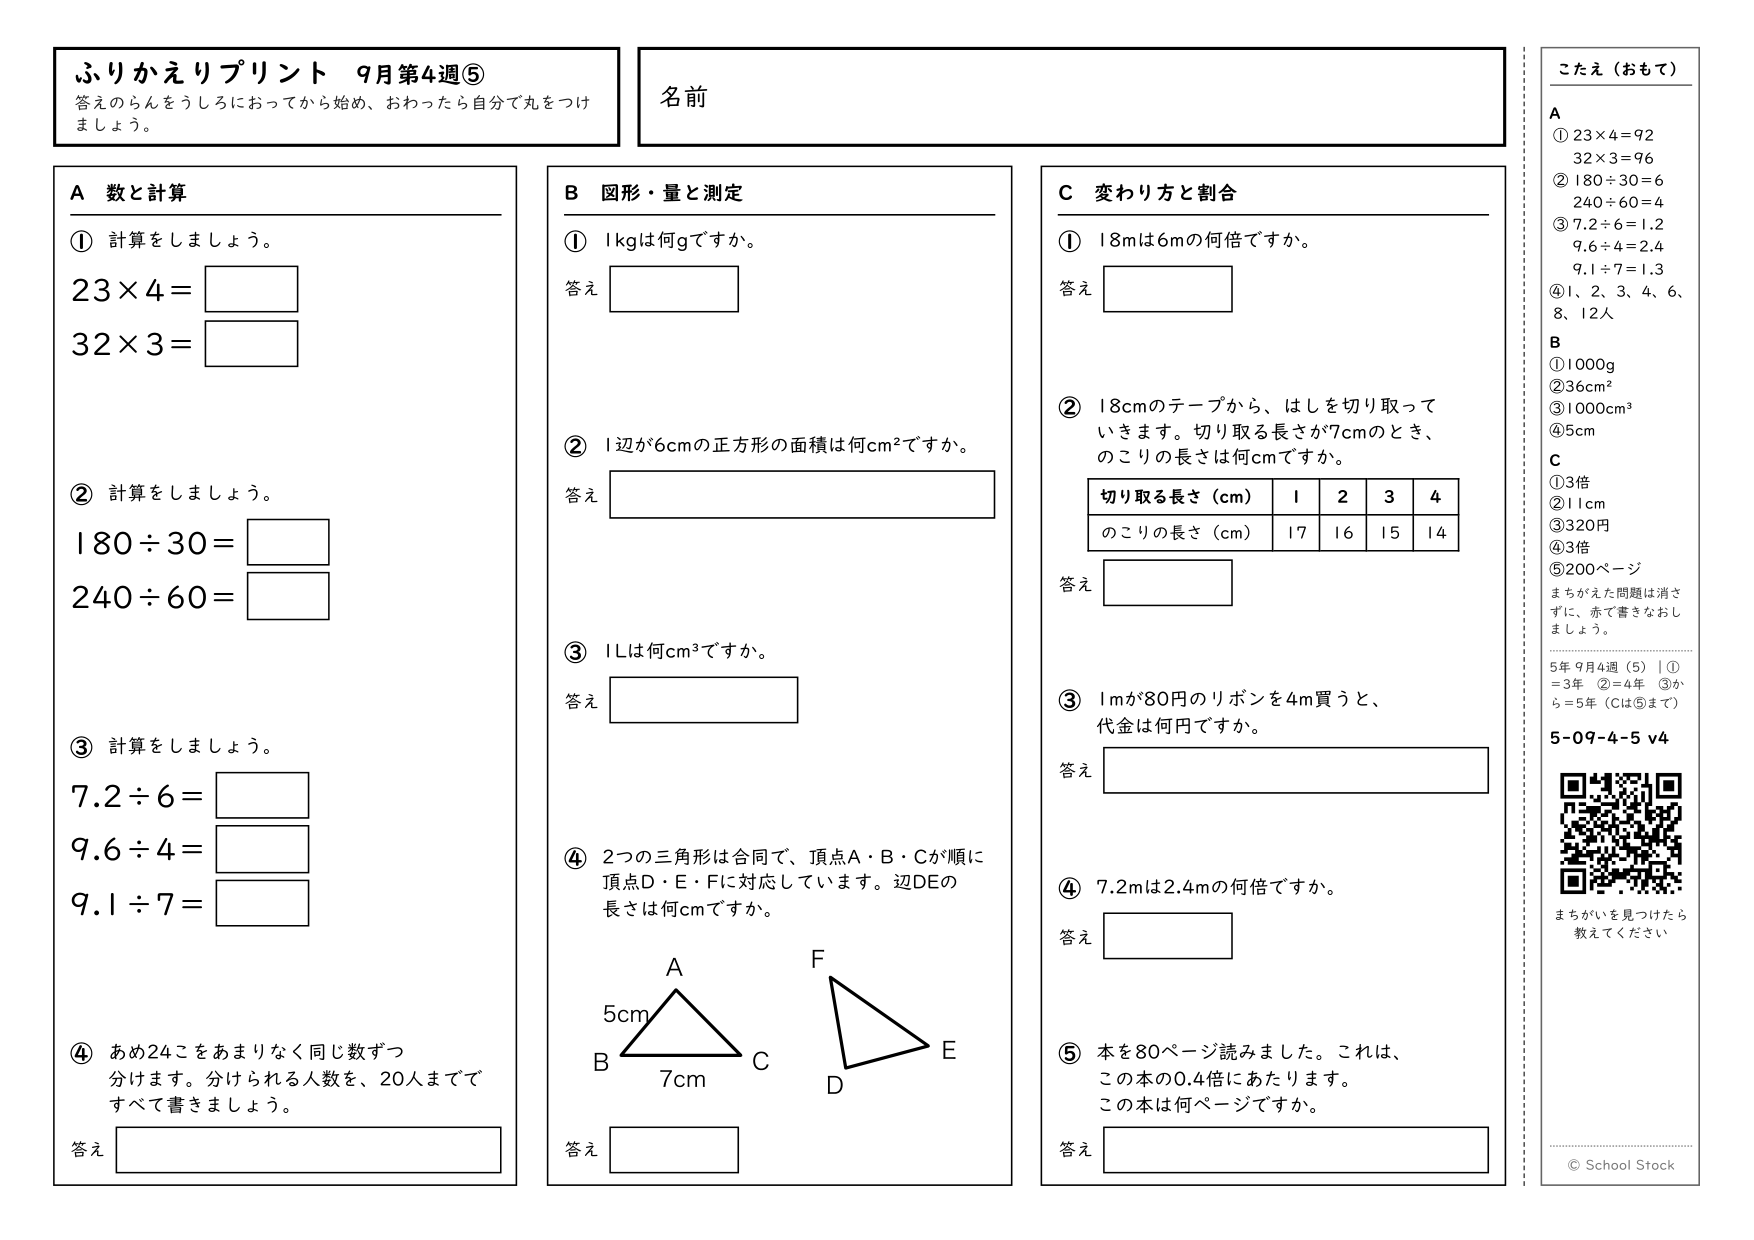 ふりかえりプリント　9月第4週⑤
答えのらんをうしろにおってから始め、おわったら自分で丸をつけ
ましょう。
名前
A　数と計算
① 計算をしましょう。
23×4＝
32×3＝
② 計算をしましょう。
180÷30＝
240÷60＝
③ 計算をしましょう。
7.2÷6＝
9.6÷4＝
9.1÷7＝
④ あめ24こをあまりなく同じ数ずつ
分けます。分けられる人数を、20人までで
すべて書きましょう。
答え
B　図形・量と測定
① 1kgは何gですか。
答え
② 1辺が6cmの正方形の面積は何cm²ですか。
答え
③ 1Lは何cm³ですか。
答え
④ 2つの三角形は合同で、頂点A・B・Cが順に
頂点D・E・Fに対応しています。辺DEの
長さは何cmですか。
A
5cm
B
C
7cm
F
E
D
答え
C　変わり方と割合
① 18mは6mの何倍ですか。
答え
② 18cmのテープから、はしを切り取って
いきます。切り取る長さが7cmのとき、
のこりの長さは何cmですか。
切り取る長さ（cm） 1 2 3 4
のこりの長さ（cm） 17 16 15 14
答え
③ 1mが80円のリボンを4m買うと、
代金は何円ですか。
答え
④ 7.2mは2.4mの何倍ですか。
答え
⑤ 本を80ページ読みました。これは、
この本の0.4倍にあたります。
この本は何ページですか。
答え
こたえ（おもて）
A
① 23×4＝92
32×3＝96
② 180÷30＝6
240÷60＝4
③ 7.2÷6＝1.2
9.6÷4＝2.4
9.1÷7＝1.3
④1、2、3、4、6、
8、12人
B
①1000g
②36cm²
③1000cm³
④5cm
C
①3倍
②11cm
③320円
④3倍
⑤200ページ
まちがえた問題は消さ
ずに、赤で書きなおし
ましょう。
5年 9月4週（5）｜①
＝3年　②＝4年　③か
ら＝5年（Cは⑤まで）
5-09-4-5 v4
まちがいを見つけたら
教えてください
© School Stock